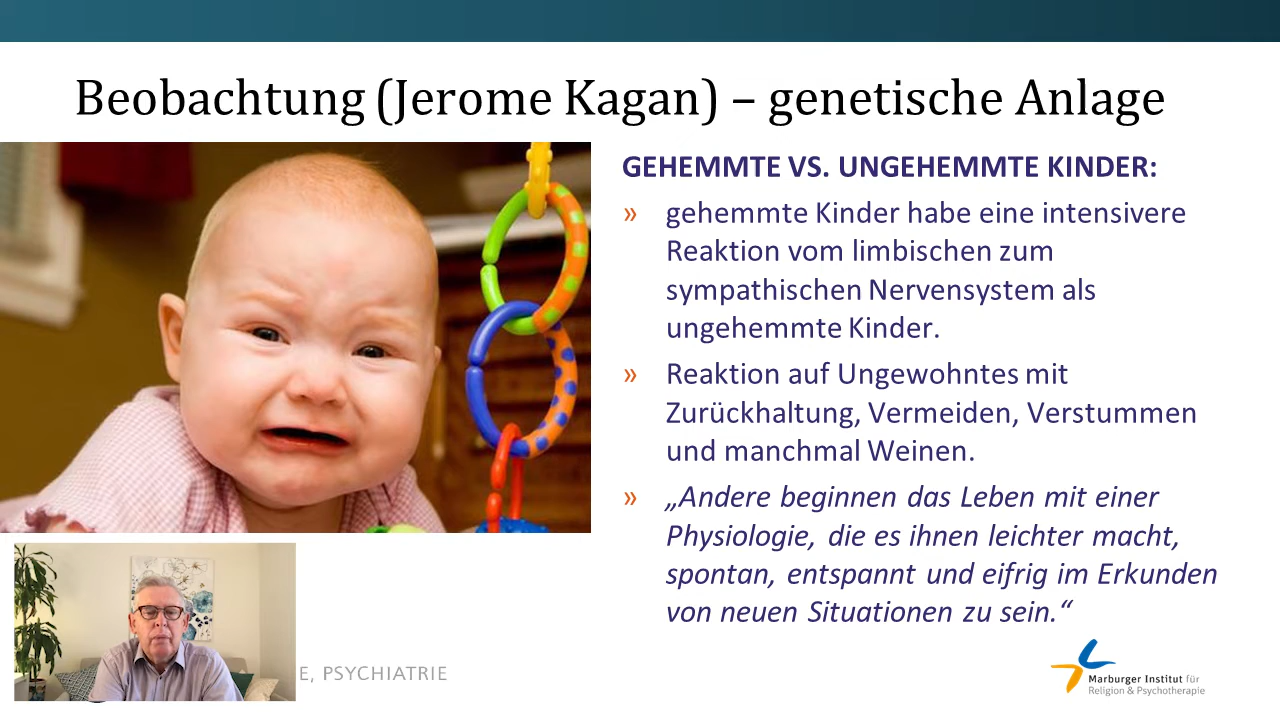 Beobachtung (Jerome Kagan) – genetische Anlage
GEHEMMTE VS. UNGEHEMMTE KINDER:
» gehemmte Kinder habe eine intensivere
Reaktion vom limbischen zum
sympathischen Nervensystem als
ungehemmte Kinder.
» Reaktion auf Ungewohntes mit
Zurückhaltung, Vermeiden, Verstummen
und manchmal Weinen.
» „Andere beginnen das Leben mit einer
Physiologie, die es ihnen leichter macht,
spontan, entspannt und eifrig im Erkunden
von neuen Situationen zu sein.“
E, PSYCHIATRIE
Marburger Institut für
Religion & Psychotherapie